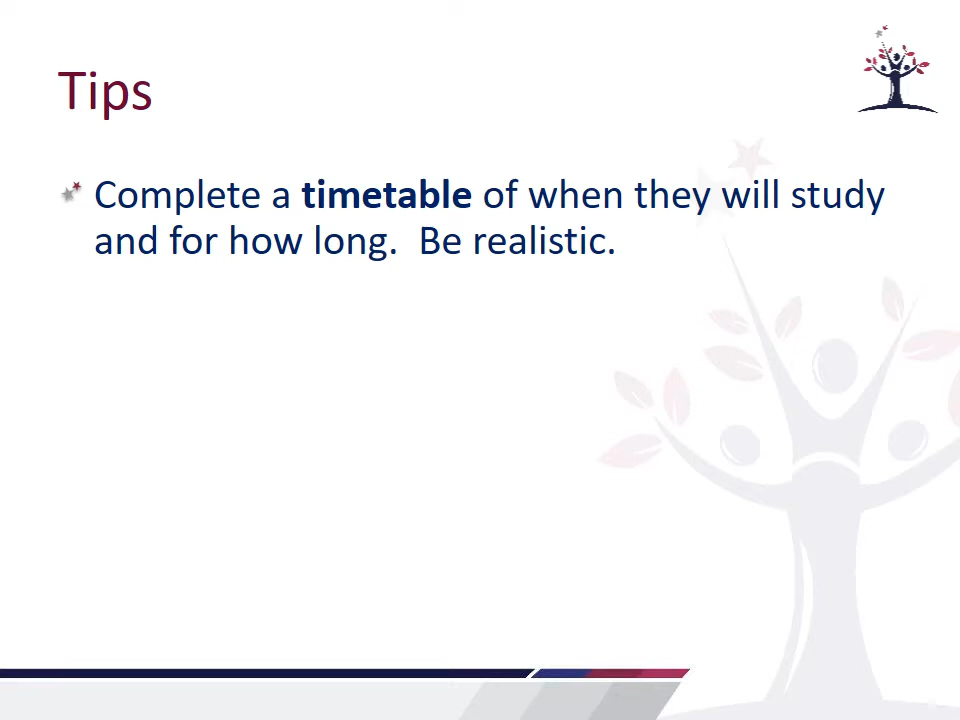 Tips
Complete a timetable of when they will study
and for how long.  Be realistic.